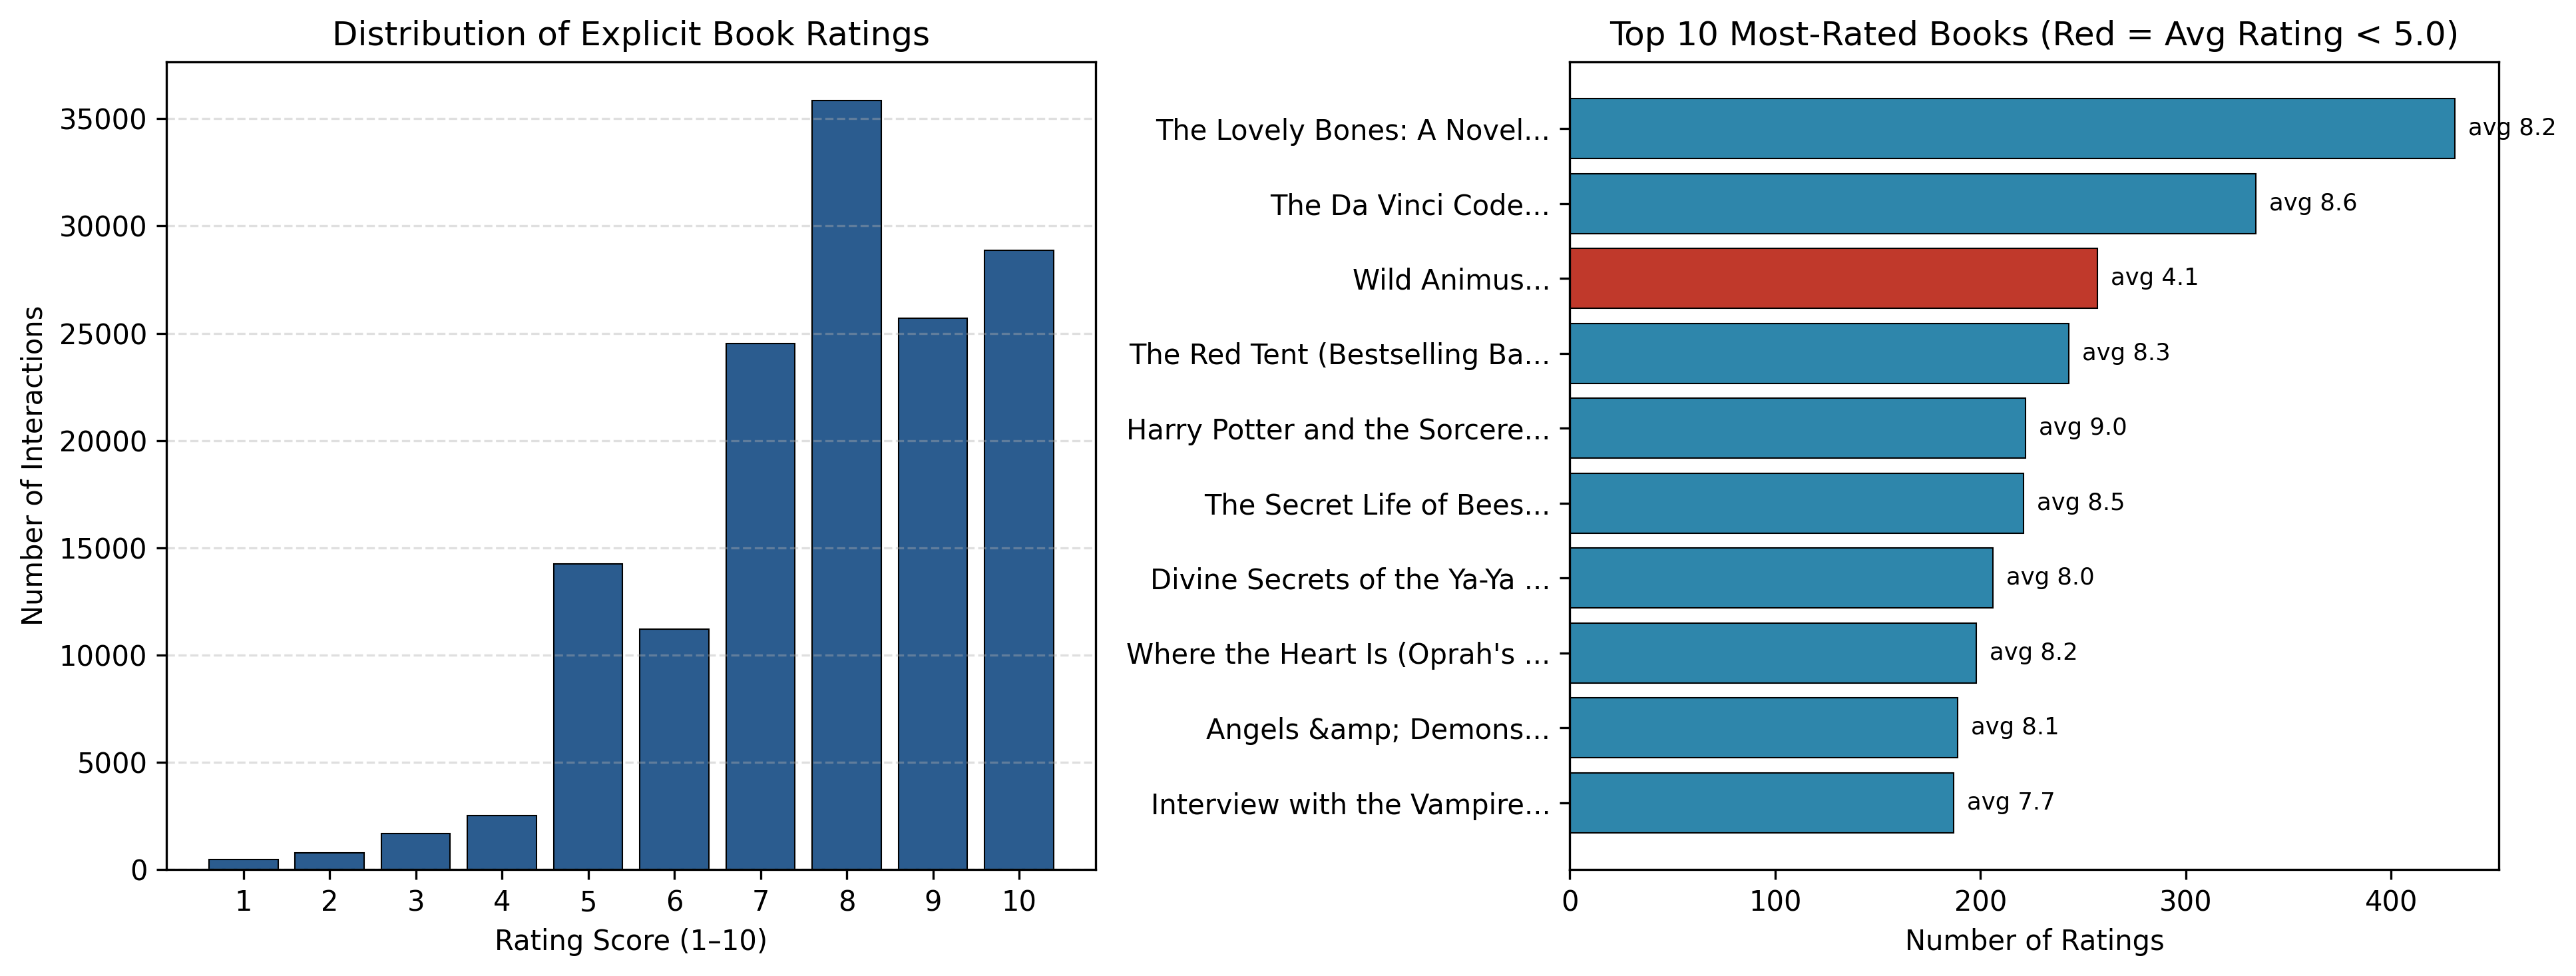 Distribution of Explicit Book Ratings
Number of Interactions
35000
30000
25000
20000
15000
10000
5000
0
1 2 3 4 5 6 7 8 9 10
Rating Score (1–10)
Top 10 Most-Rated Books (Red = Avg Rating < 5.0)
The Lovely Bones: A Novel... avg 8.2
The Da Vinci Code... avg 8.6
Wild Animus... avg 4.1
The Red Tent (Bestselling Ba... avg 8.3
Harry Potter and the Sorcere... avg 9.0
The Secret Life of Bees... avg 8.5
Divine Secrets of the Ya-Ya ... avg 8.0
Where the Heart Is (Oprah's ... avg 8.2
Angels &amp; Demons... avg 8.1
Interview with the Vampire... avg 7.7
0 100 200 300 400
Number of Ratings